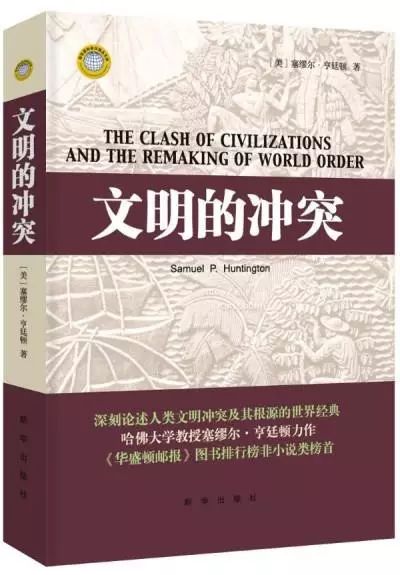 [美]塞缪尔·亨廷顿 著
THE CLASH OF CIVILIZATIONS
AND THE REMAKING OF WORLD ORDER
文明的冲突
Samuel P. Huntington
深刻论述人类文明冲突及其根源的世界经典
哈佛大学教授塞缪尔·亨廷顿力作
《华盛顿邮报》图书排行榜非小说类榜首
新华出版社
文明的冲突
[美]塞缪尔·亨廷顿 著
新华出版社